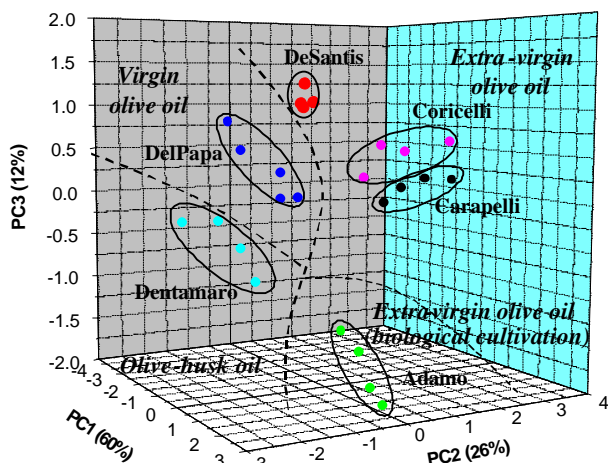 2.0
1.5
1.0
0.5
0.0
-0.5
-1.0
-1.5
-2.0
PC3 (12%)
Virgin
olive oil
DeSantis
Extra-virgin
olive oil
Coricelli
DelPapa
Carapelli
Dentamaro
Extra-virgin olive oil
(biological cultivation)
Olive-husk oil
Adamo
-4
-3
-2
-1
0
1
2
3
PC1 (60%)
-3
-2
-1
0
1
2
3
4
PC2 (26%)